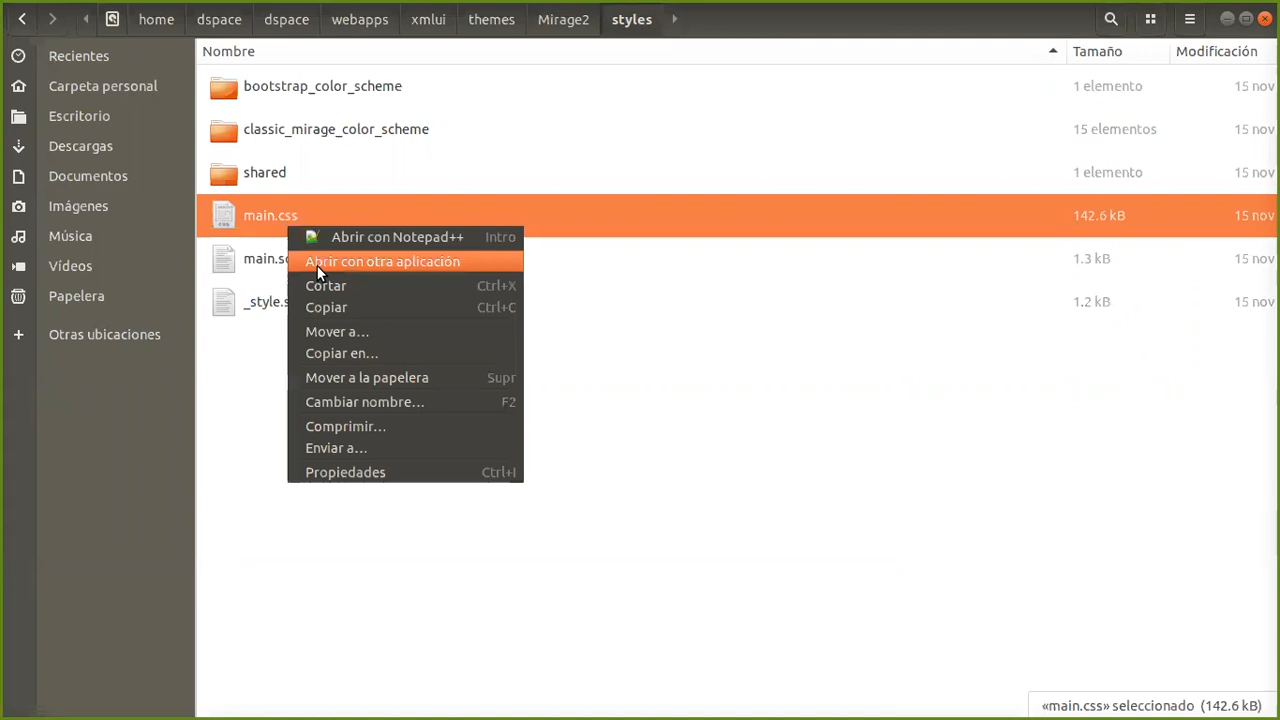 home dspace dspace webapps xmlui themes Mirage2 styles
Recientes
Carpeta personal
Escritorio
Descargas
Documentos
Imágenes
Música
Vídeos
Papelera
Otras ubicaciones
Nombre Tamaño Modificación
bootstrap_color_scheme 1 elemento 15 nov
classic_mirage_color_scheme 15 elementos 15 nov
shared 1 elemento 15 nov
main.css 142.6 kB 15 nov
main.sc 1.3 kB 15 nov
_style.s 1.2 kB 15 nov
Abrir con Notepad++ Intro
Abrir con otra aplicación
Cortar Ctrl+X
Copiar Ctrl+C
Mover a...
Copiar en...
Mover a la papelera Supr
Cambiar nombre... F2
Comprimir...
Enviar a...
Propiedades Ctrl+I
«main.css» seleccionado (142.6 kB)